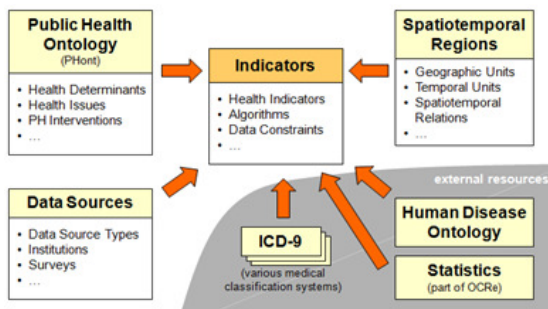 Public Health
Ontology
(PHont)
• Health Determinants
• Health Issues
• PH Interventions
• ...
Indicators
• Health Indicators
• Algorithms
• Data Constraints
• ...
Spatiotemporal
Regions
• Geographic Units
• Temporal Units
• Spatiotemporal
Relations
• ...
Data Sources
• Data Source Types
• Institutions
• Surveys
• ...
external resources
ICD-9
(various medical
classification systems)
Human Disease
Ontology
Statistics
(part of OCRe)